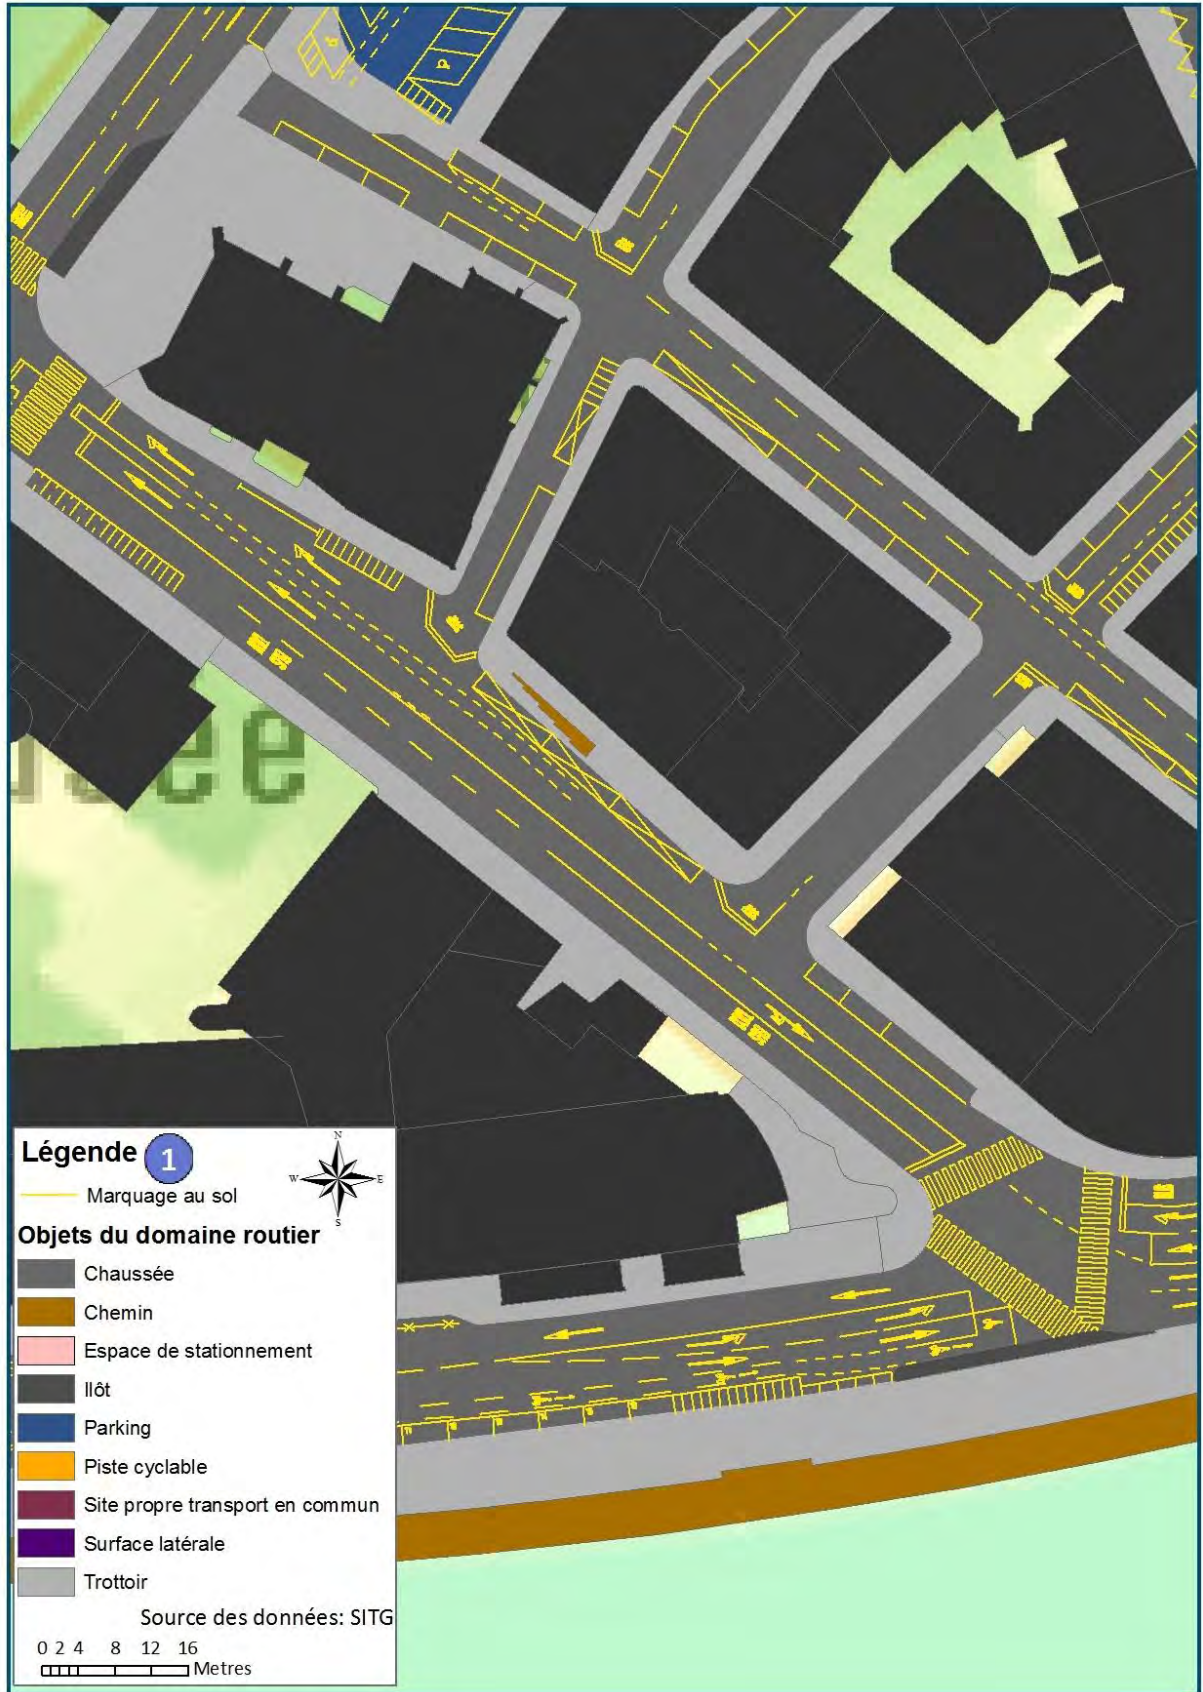 P
P
usée
Légende 1
N
W E
S
Marquage au sol
Objets du domaine routier
Chaussée
Chemin
Espace de stationnement
Ilôt
Parking
Piste cyclable
Site propre transport en commun
Surface latérale
Trottoir
Source des données: SITG
0 2 4 8 12 16
Metres